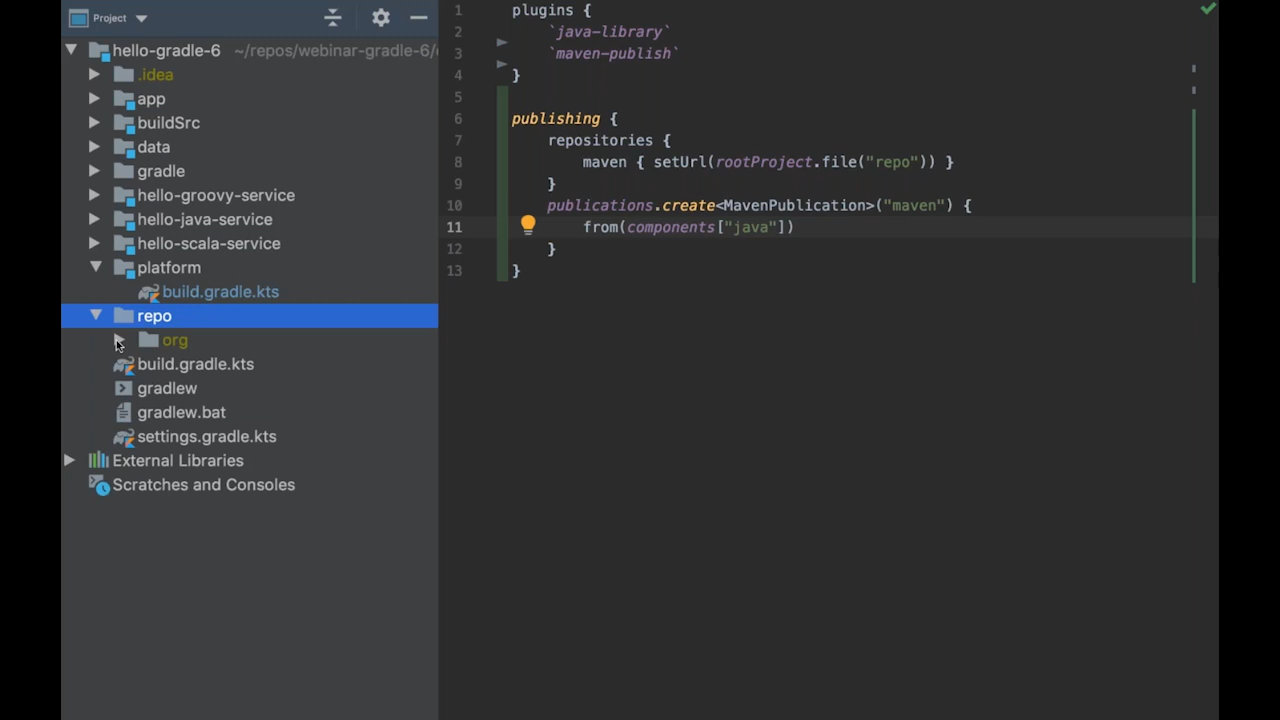 Project
hello-gradle-6 ~/repos/webinar-gradle-6/
.idea
app
buildSrc
data
gradle
hello-groovy-service
hello-java-service
hello-scala-service
platform
build.gradle.kts
repo
org
build.gradle.kts
gradlew
gradlew.bat
settings.gradle.kts
External Libraries
Scratches and Consoles
1 plugins {
2 `java-library`
3 `maven-publish`
4 }
5
6 publishing {
7 repositories {
8 maven { setUrl(rootProject.file("repo")) }
9 }
10 publications.create<MavenPublication>("maven") {
11 from(components["java"])
12 }
13 }